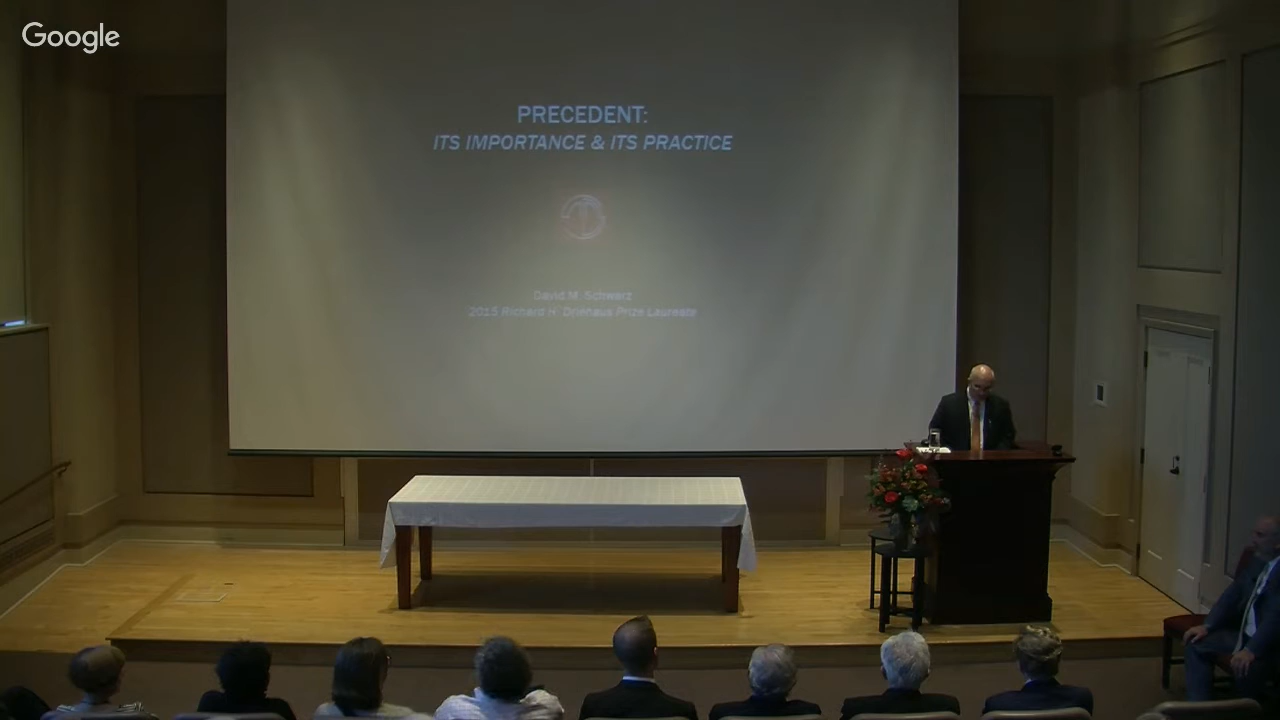 Google
PRECEDENT:
ITS IMPORTANCE & ITS PRACTICE
David M. Schwarz
2015 Richard H. Driehaus Prize Laureate